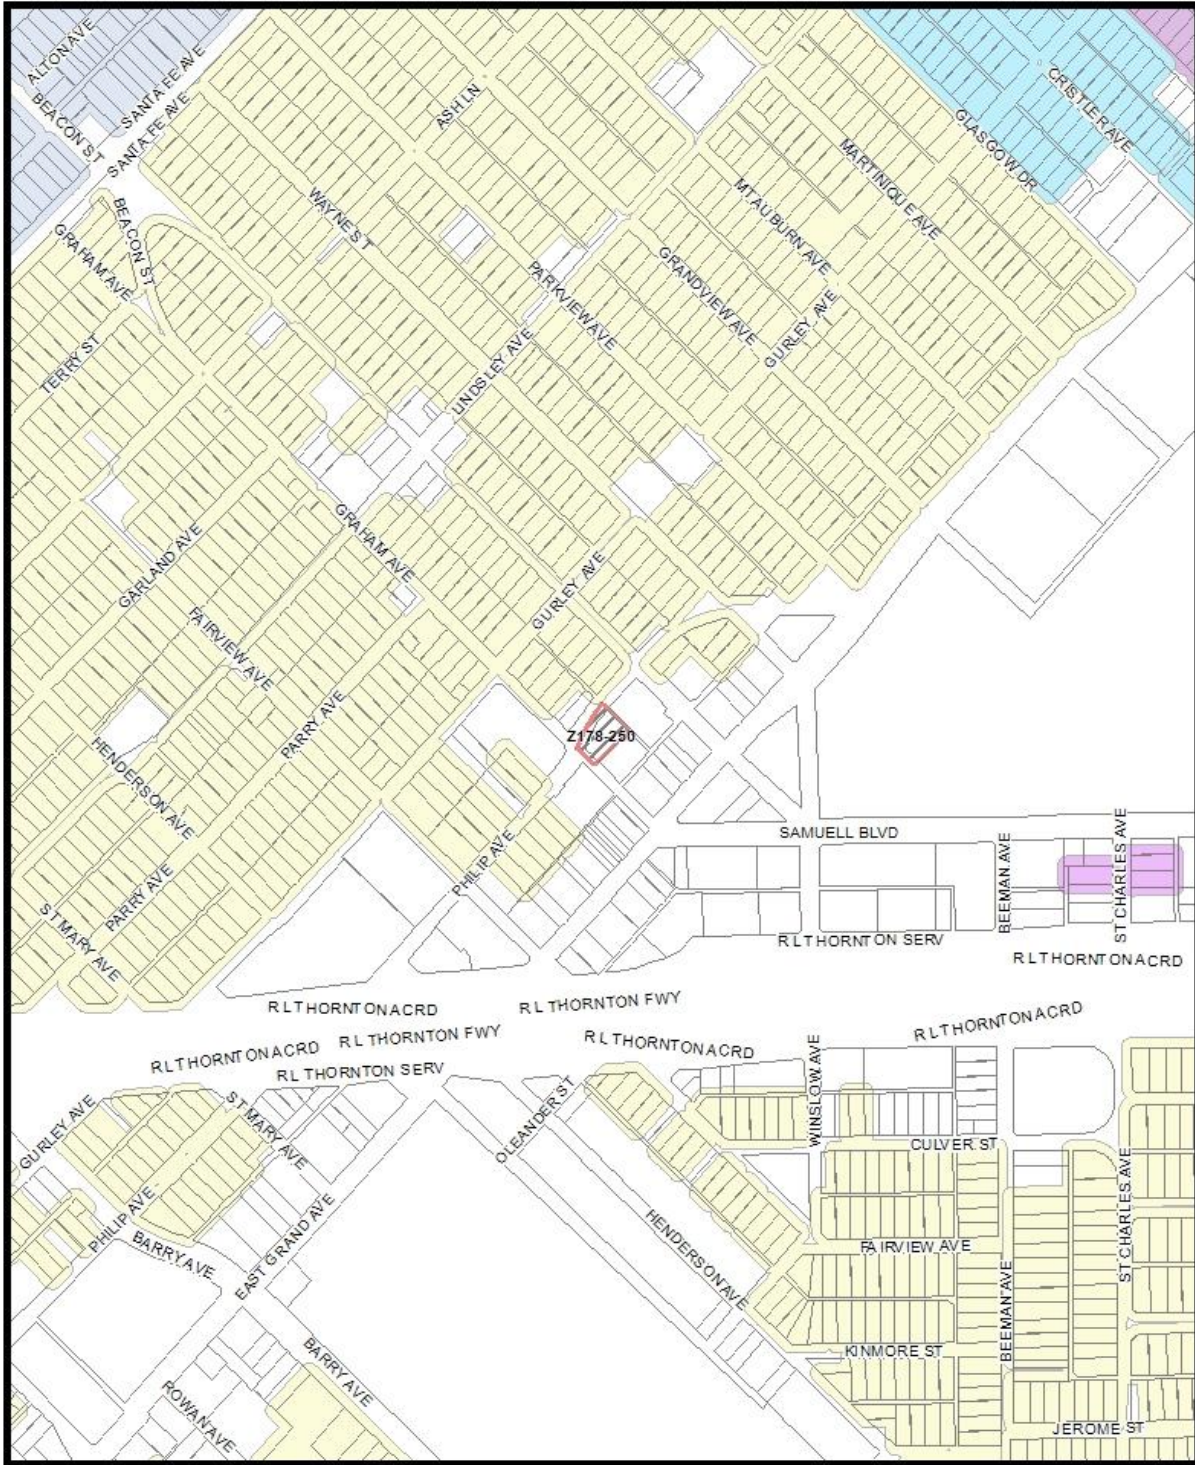 ALTON AVE
SANTA FE AVE
BEACON ST
SANTA FE AVE
ASH LN
CRISTLER AVE
GLASGOW DR
MARTINIQUE AVE
MT AUBURN AVE
WAYNE ST
BEACON ST
GRAHAM AVE
PARKVIEW AVE
GRANDVIEW AVE
GURLEY AVE
TERRY ST
LINDSLEY AVE
GRAHAM AVE
GARLAND AVE
GURLEY AVE
FAIRVIEW AVE
PARRY AVE
Z178-250
HENDERSON AVE
SAMUELL BLVD
PHILIP AVE
BEEMAN AVE
ST CHARLES AVE
PARRY AVE
ST MARY AVE
R L THORNTON SERV
R L THORNTON ACRD
R L THORNTON ACRD
R L THORNTON FWY
R L THORNTON ACRD
R L THORNTON FWY
R L THORNTON ACRD
R L THORNTON ACRD
R L THORNTON SERV
WINSLOW AVE
GURLEY AVE
ST MARY AVE
OLEANDER ST
CULVER ST
ST CHARLES AVE
PHILIP AVE
BARRY AVE
EAST GRAND AVE
HENDERSON AVE
FAIRVIEW AVE
BEEMAN AVE
KINMORE ST
BARRY AVE
ROWAN AVE
JEROME ST